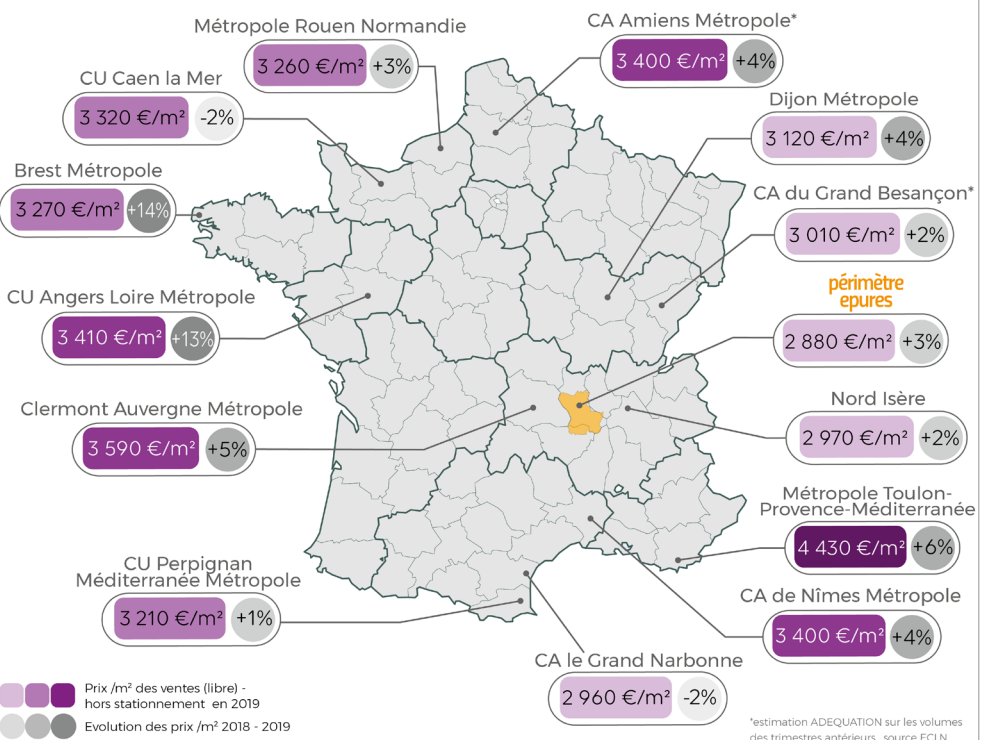 Métropole Rouen Normandie
3 260 €/m² +3%
CA Amiens Métropole*
3 400 €/m² +4%
CU Caen la Mer
3 320 €/m² -2%
Dijon Métropole
3 120 €/m² +4%
Brest Métropole
3 270 €/m² +14%
CA du Grand Besançon*
3 010 €/m² +2%
CU Angers Loire Métropole
3 410 €/m² +13%
périmètre
epures
2 880 €/m² +3%
Clermont Auvergne Métropole
3 590 €/m² +5%
Nord Isère
2 970 €/m² +2%
Métropole Toulon-
Provence-Méditerranée
4 430 €/m² +6%
CU Perpignan
Méditerranée Métropole
3 210 €/m² +1%
CA de Nîmes Métropole
3 400 €/m² +4%
CA le Grand Narbonne
2 960 €/m² -2%
Prix /m² des ventes (libre) -
hors stationnement en 2019
Evolution des prix /m² 2018 - 2019
*estimation ADEQUATION sur les volumes
des trimestres antérieurs, source ECLN